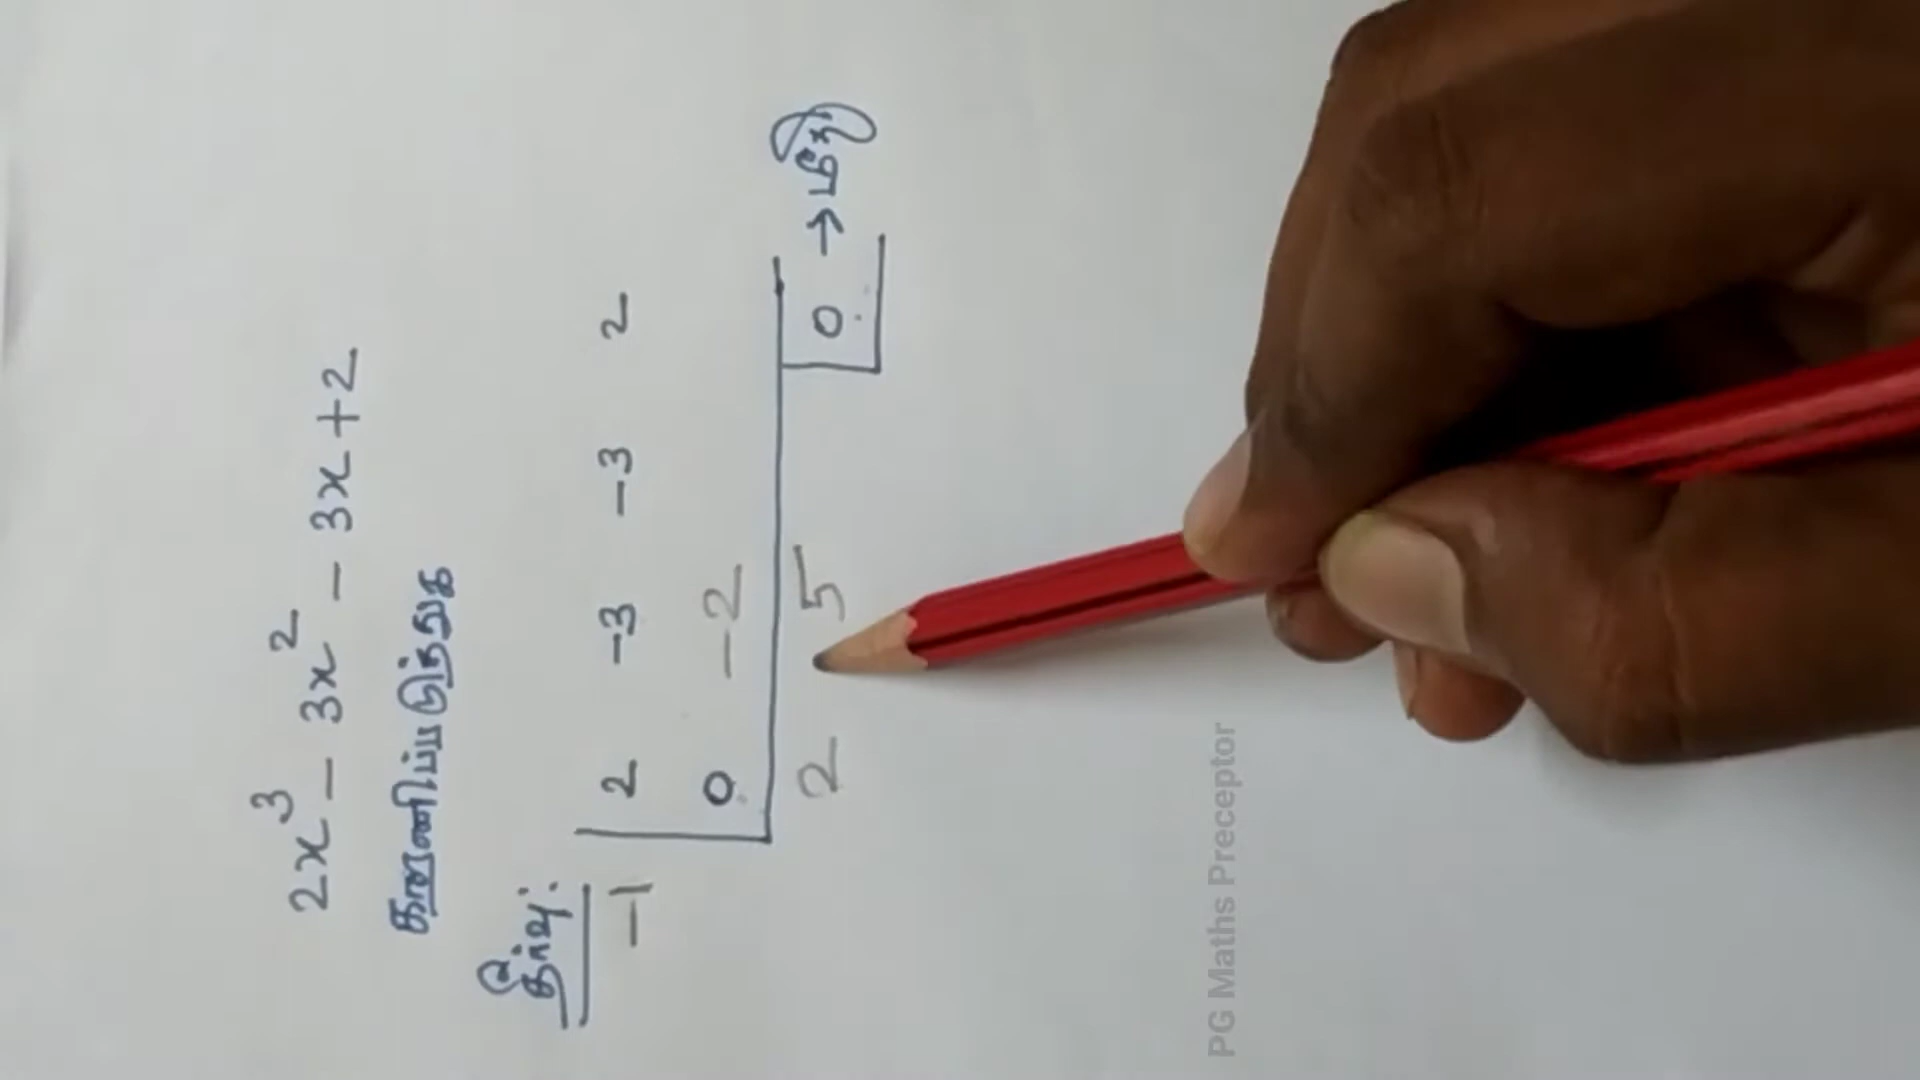 2x³ - 3x² - 3x + 2
காரணிப்படுத்துக
தீர்வு:
-1 2 -3 -3 2
0 -2
2 5 0 → மீதி
PG Maths Preceptor